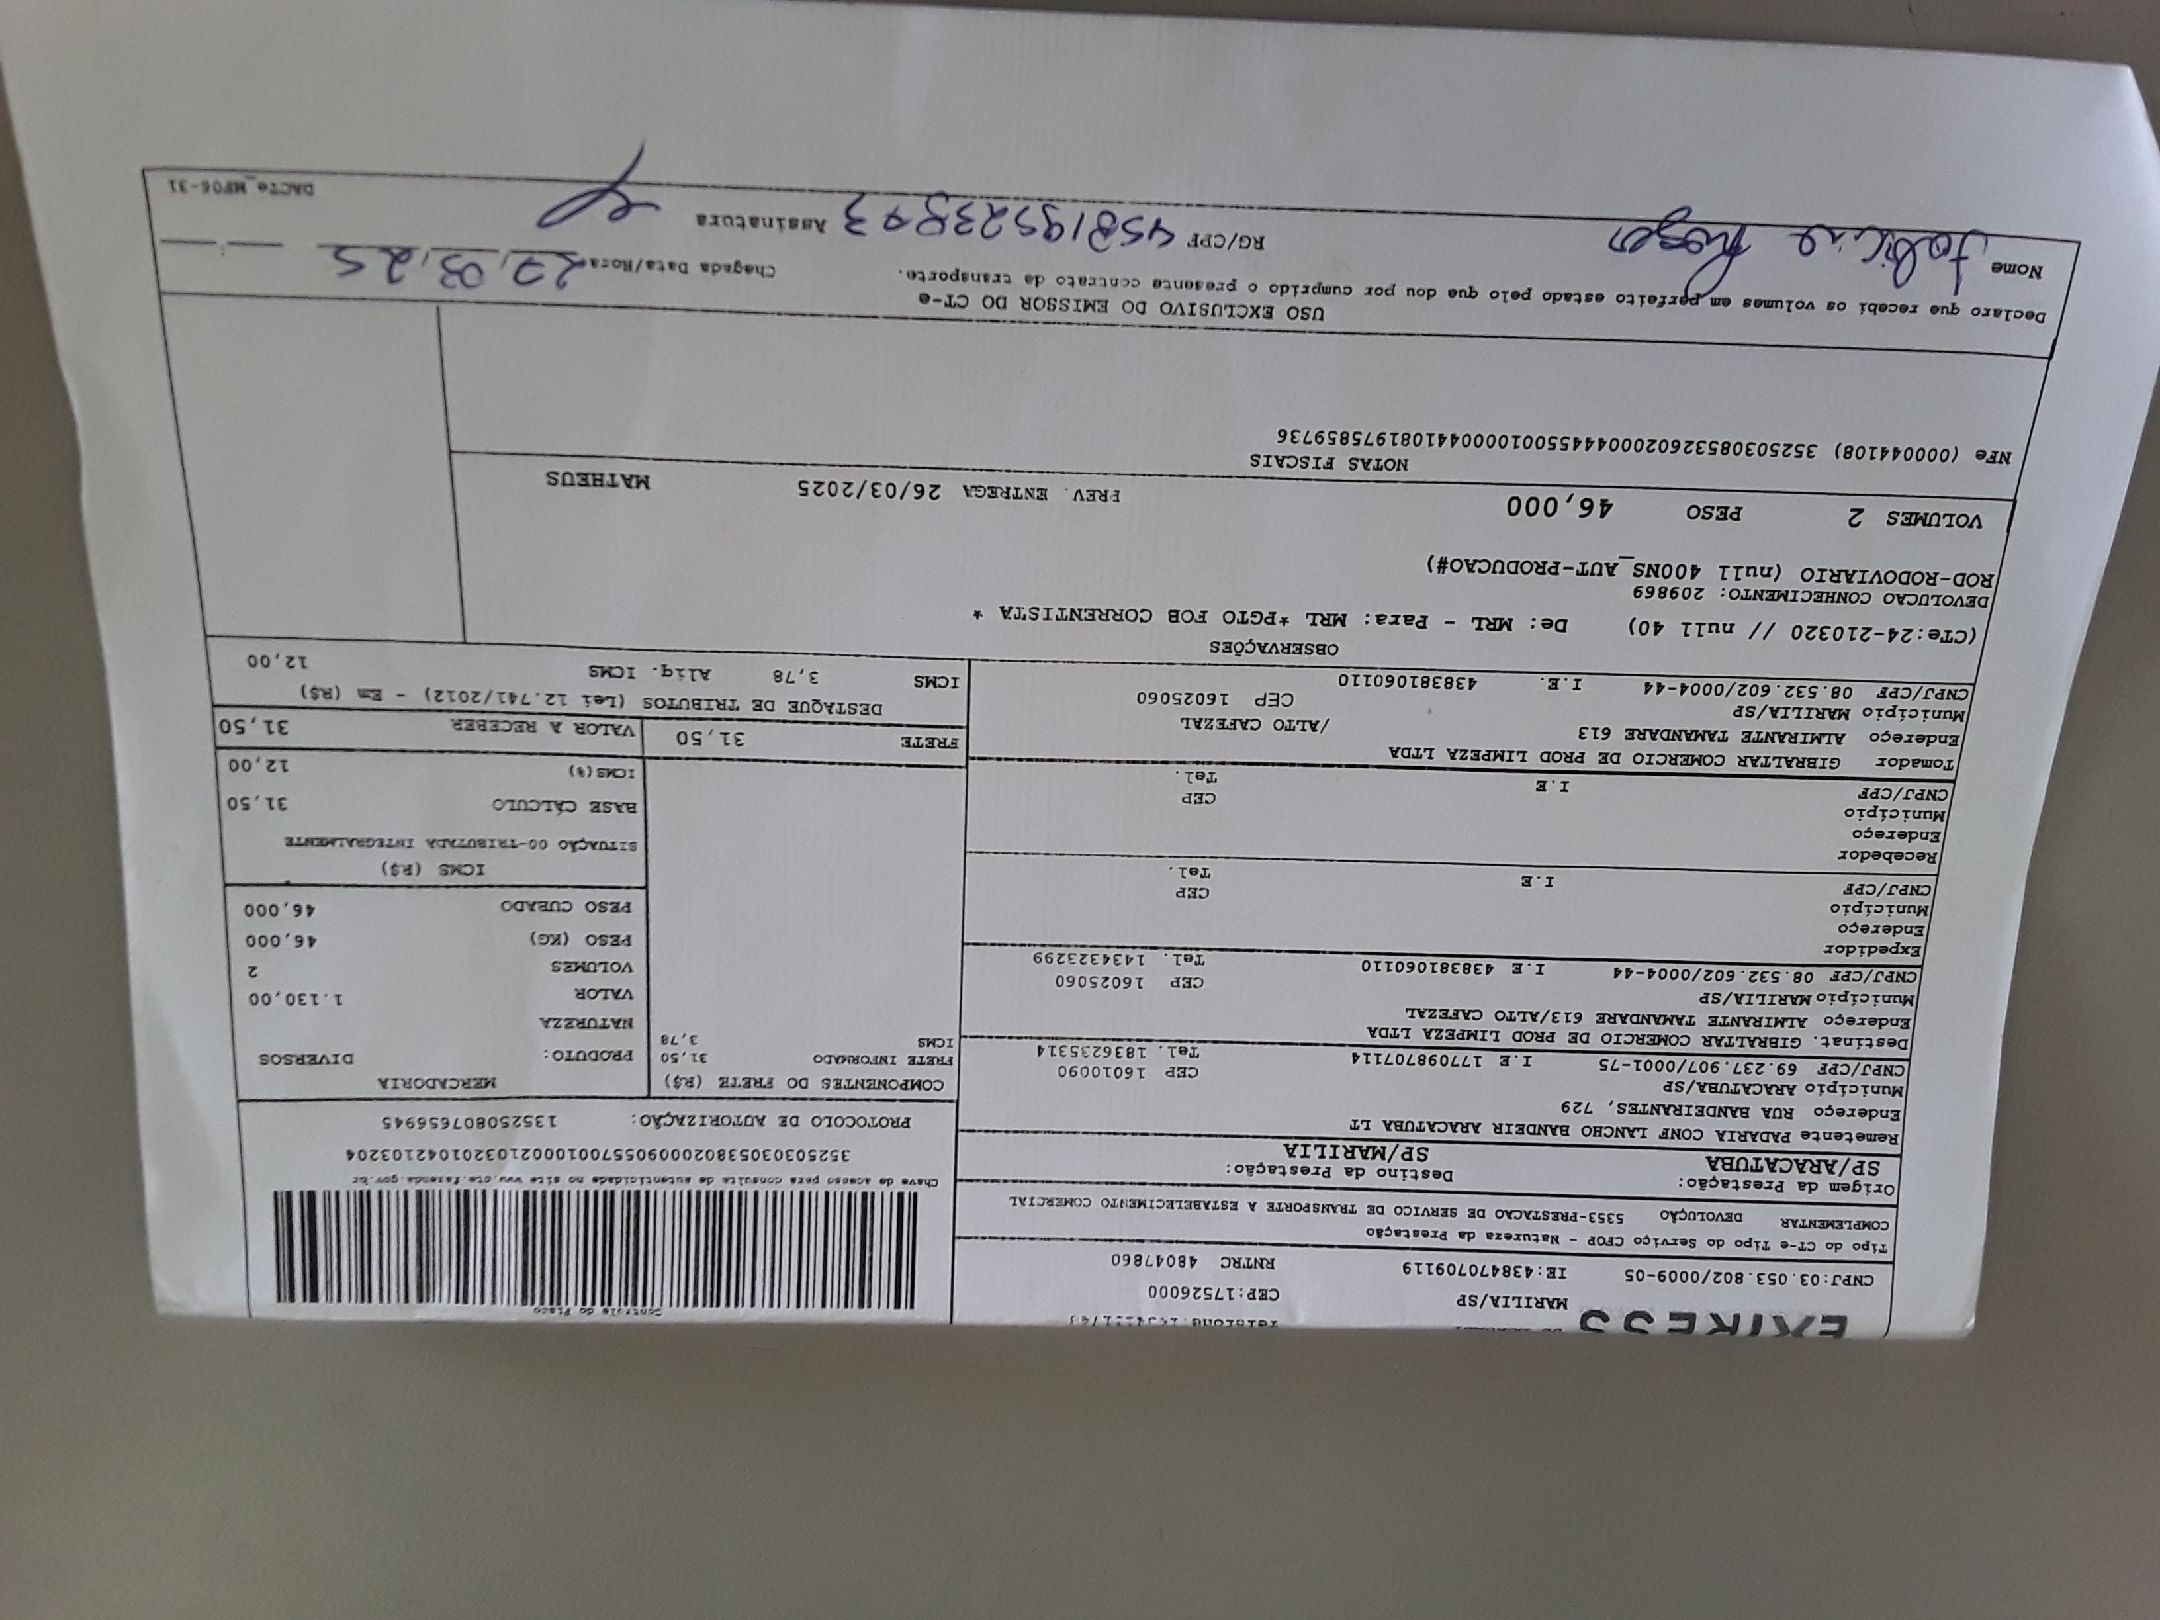 EXPRESS
Telefone:
MARILIA/SP CEP:17526000
CNPJ:03.053.802/0009-05 IE:438470709119 RNTRC 48047860
Tipo do CT-e Tipo do Serviço CFOP - Natureza da Prestação
COMPLEMENTAR DEVOLUÇÃO 5353-PRESTACAO DE SERVICO DE TRANSPORTE A ESTABELECIMENTO COMERCIAL
Origem da Prestação: Destino da Prestação:
SP/ARACATUBA SP/MARILIA
Remetente PADARIA CONF LANCHO BANDEIR ARACATUBA LT
Endereço RUA BANDEIRANTES, 729
Município ARACATUBA/SP CEP 16010090
CNPJ/CPF 69.237.907/0001-75 I.E 177098707114 Tel. 1836235314
Destinat. GIBRALTAR COMERCIO DE PROD LIMPEZA LTDA
Endereço ALMIRANTE TAMANDARE 613/ALTO CAFEZAL
Município MARILIA/SP CEP 16025060
CNPJ/CPF 08.532.602/0004-44 I.E 438381060110 Tel. 1434323299
Expedidor
Endereço
Município CEP
CNPJ/CPF I.E Tel.
Recebedor
Endereço
Município CEP
CNPJ/CPF I.E Tel.
Tomador GIBRALTAR COMERCIO DE PROD LIMPEZA LTDA
Endereço ALMIRANTE TAMANDARE 613 /ALTO CAFEZAL
Município MARILIA/SP CEP 16025060
CNPJ/CPF 08.532.602/0004-44 I.E. 438381060110
Controle do Fisco
Chave de acesso para consulta de autenticidade no site www.cte.fazenda.gov.br
35250303053802000905570010002103201042103204
PROTOCOLO DE AUTORIZAÇÃO: 135250807656945
COMPONENTES DO FRETE (R$)
FRETE INFORMADO 31,50
ICMS 3,78
FRETE 31,50
MERCADORIA
PRODUTO: DIVERSOS
NATUREZA
VALOR 1.130,00
VOLUMES 2
PESO (KG) 46,000
PESO CUBADO 46,000
ICMS (R$)
SITUAÇÃO 00-TRIBUTADA INTEGRALMENTE
BASE CÁLCULO 31,50
ICMS(%) 12,00
VALOR A RECEBER 31,50
DESTAQUE DE TRIBUTOS (Lei 12.741/2012) - Em (R$)
ICMS 3,78 Aliq. ICMS 12,00
OBSERVAÇÕES
(CTe:24-210320 // null 40) De: MRL - Para: MRL *PGTO FOB CORRENTISTA *
DEVOLUCAO CONHECIMENTO: 209869
ROD-RODOVIARIO (null 400NS_AUT-PRODUCAO#)
VOLUMES 2 PESO 46,000 PREV. ENTREGA 26/03/2025 MATHEUS
NOTAS FISCAIS
NFe (000044108) 35250308532602000444550010000441081975859736
USO EXCLUSIVO DO EMISSOR DO CT-e
Declaro que recebi os volumes em perfeito estado pelo que dou por cumprido o presente contrato de transporte. Chegada Data/Hora 27,03,25
Nome RG/CPF Assinatura
DACTe_MF06-31